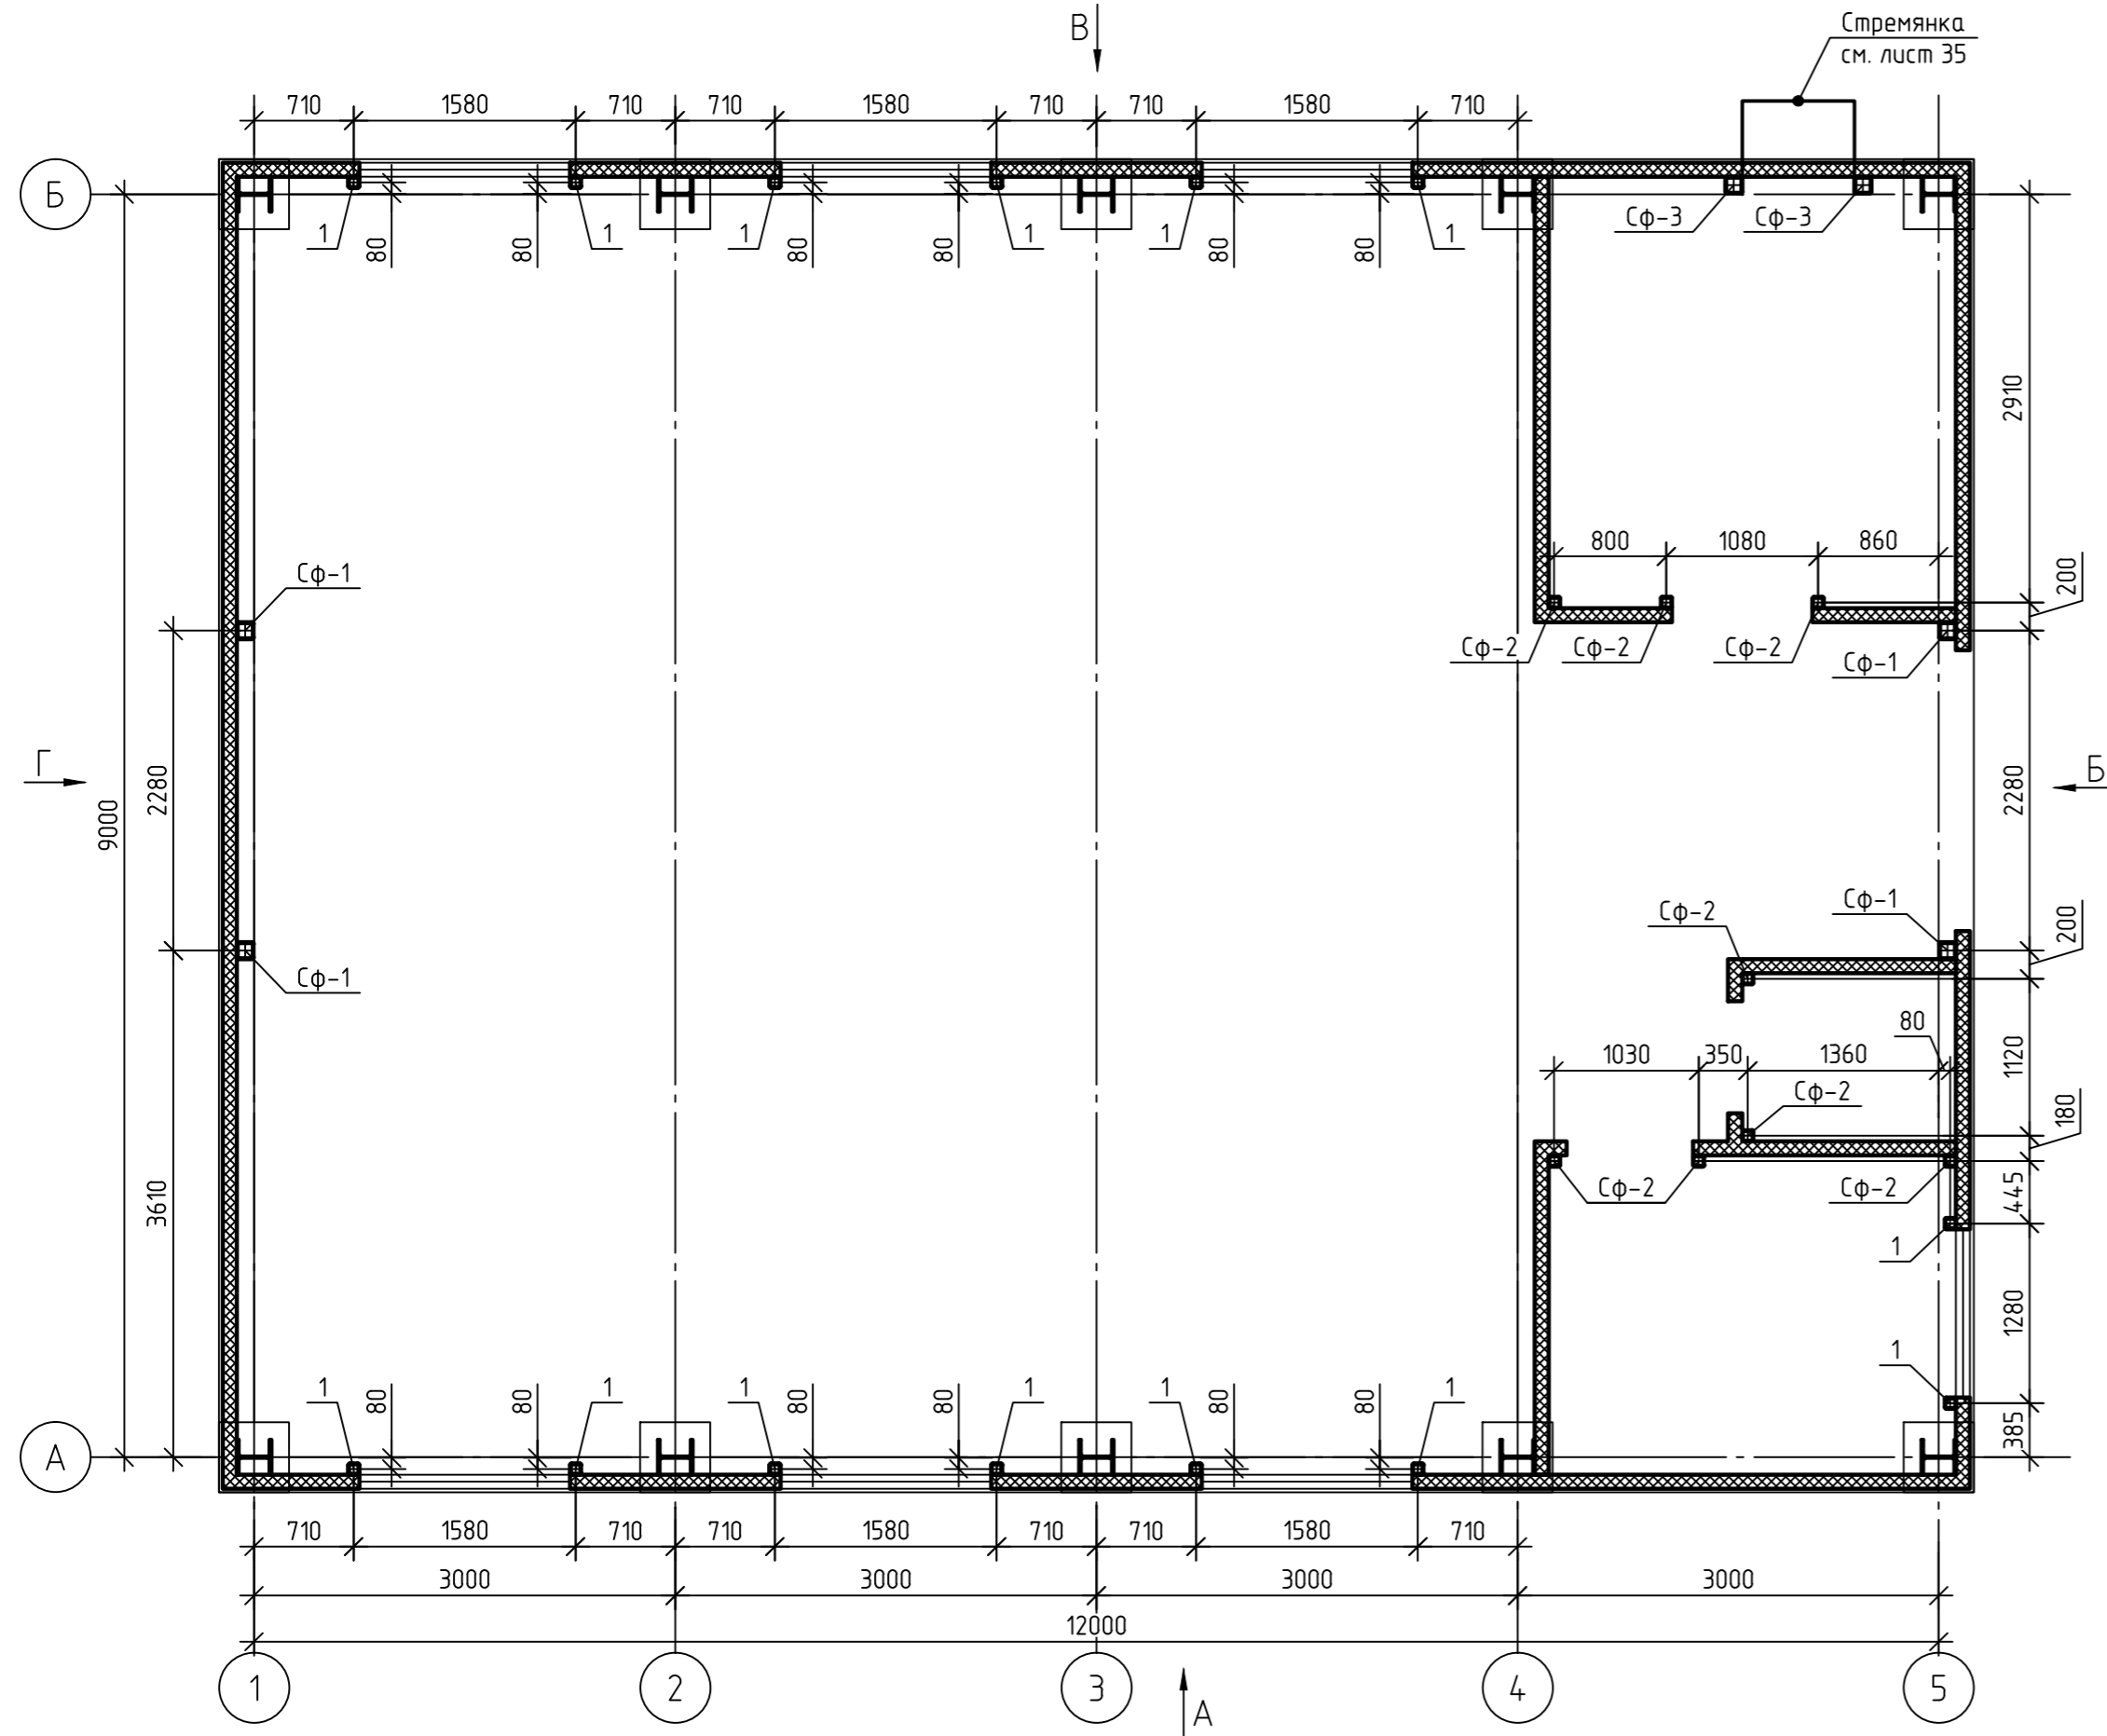 В
Стремянка
см. лист 35
710 1580 710 710 1580 710 710 1580 710
Б
1 80 80 1 1 80 80 1 1 80 80 1
Сф-3 Сф-3
2910
800 1080 860
200
Сф-1
Сф-2 Сф-2 Сф-2 Сф-1
Г
9000
2280
2280
Б
Сф-2 Сф-1
200
Сф-1
80
1030 350 1360
1120
Сф-2
180
3610
Сф-2 Сф-2
445
1
1280
1
1 80 80 1 1 80 80 1 1 80 80 1
385
А
710 1580 710 710 1580 710 710 1580 710
3000 3000 3000 3000
12000
1 2 3 4 5
А